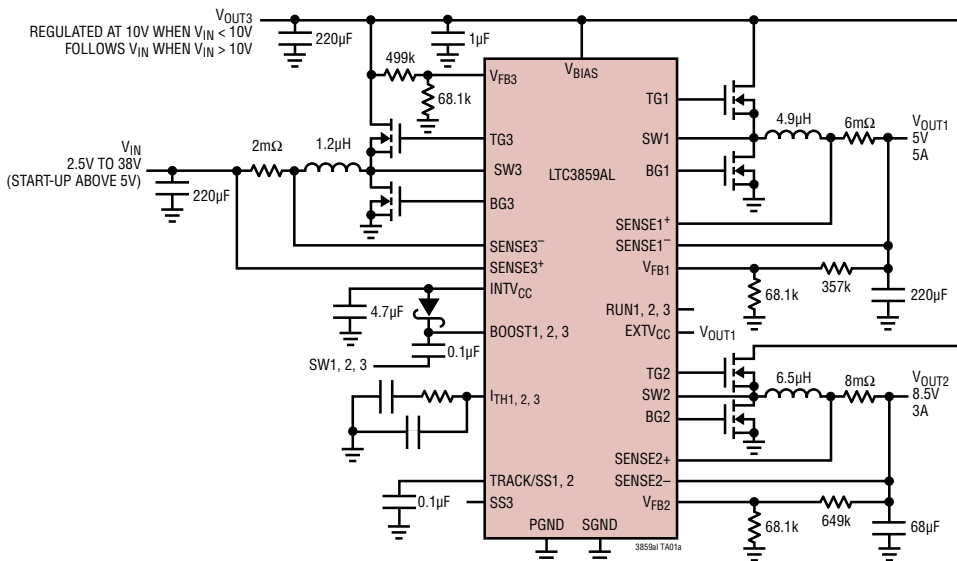 VOUT3
REGULATED AT 10V WHEN VIN < 10V
FOLLOWS VIN WHEN VIN > 10V
220µF
1µF
499k
68.1k
VFB3
VBIAS
TG1
4.9µH
6mΩ
VOUT1
5V
5A
VIN
2.5V TO 38V
(START-UP ABOVE 5V)
220µF
2mΩ
1.2µH
TG3
SW3
BG3
LTC3859AL
SW1
BG1
SENSE3–
SENSE3+
SENSE1+
SENSE1–
VFB1
68.1k
357k
220µF
INTVCC
4.7µF
BOOST1, 2, 3
0.1µF
SW1, 2, 3
RUN1, 2, 3
EXTVCC
VOUT1
ITH1, 2, 3
TG2
SW2
BG2
6.5µH
8mΩ
VOUT2
8.5V
3A
SENSE2+
SENSE2–
VFB2
68.1k
649k
68µF
TRACK/SS1, 2
0.1µF
SS3
PGND
SGND
3859al TA01a